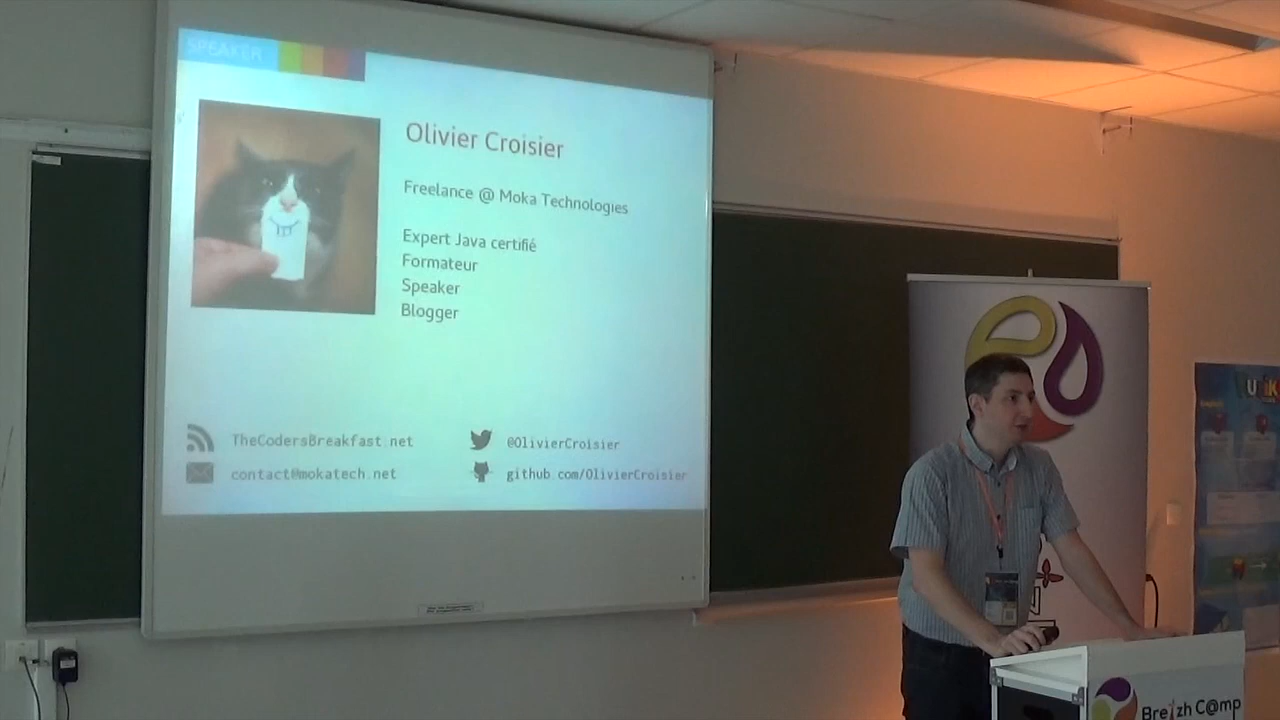 SPEAKER
Olivier Croisier
Freelance @ Moka Technologies
Expert Java certifié
Formateur
Speaker
Blogger
TheCodersBreakfast.net
@OlivierCroisier
contact@mokatech.net
github.com/OlivierCroisier
Breizh C@mp